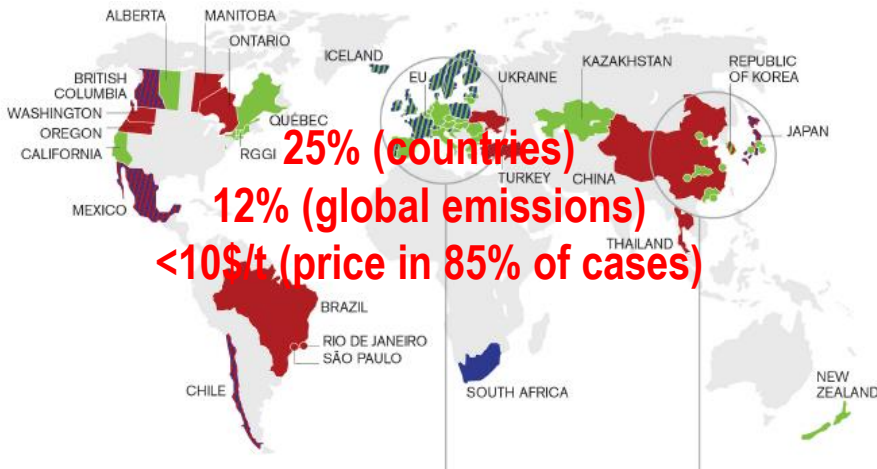 ALBERTA
MANITOBA
ONTARIO
ICELAND
EU
UKRAINE
KAZAKHSTAN
REPUBLIC
OF KOREA
BRITISH
COLUMBIA
WASHINGTON
OREGON
CALIFORNIA
QUÉBEC
RGGI
JAPAN
25% (countries)
TURKEY
CHINA
MEXICO
12% (global emissions)
THAILAND
<10$/t (price in 85% of cases)
BRAZIL
RIO DE JANEIRO
SÃO PAULO
CHILE
SOUTH AFRICA
NEW
ZEALAND